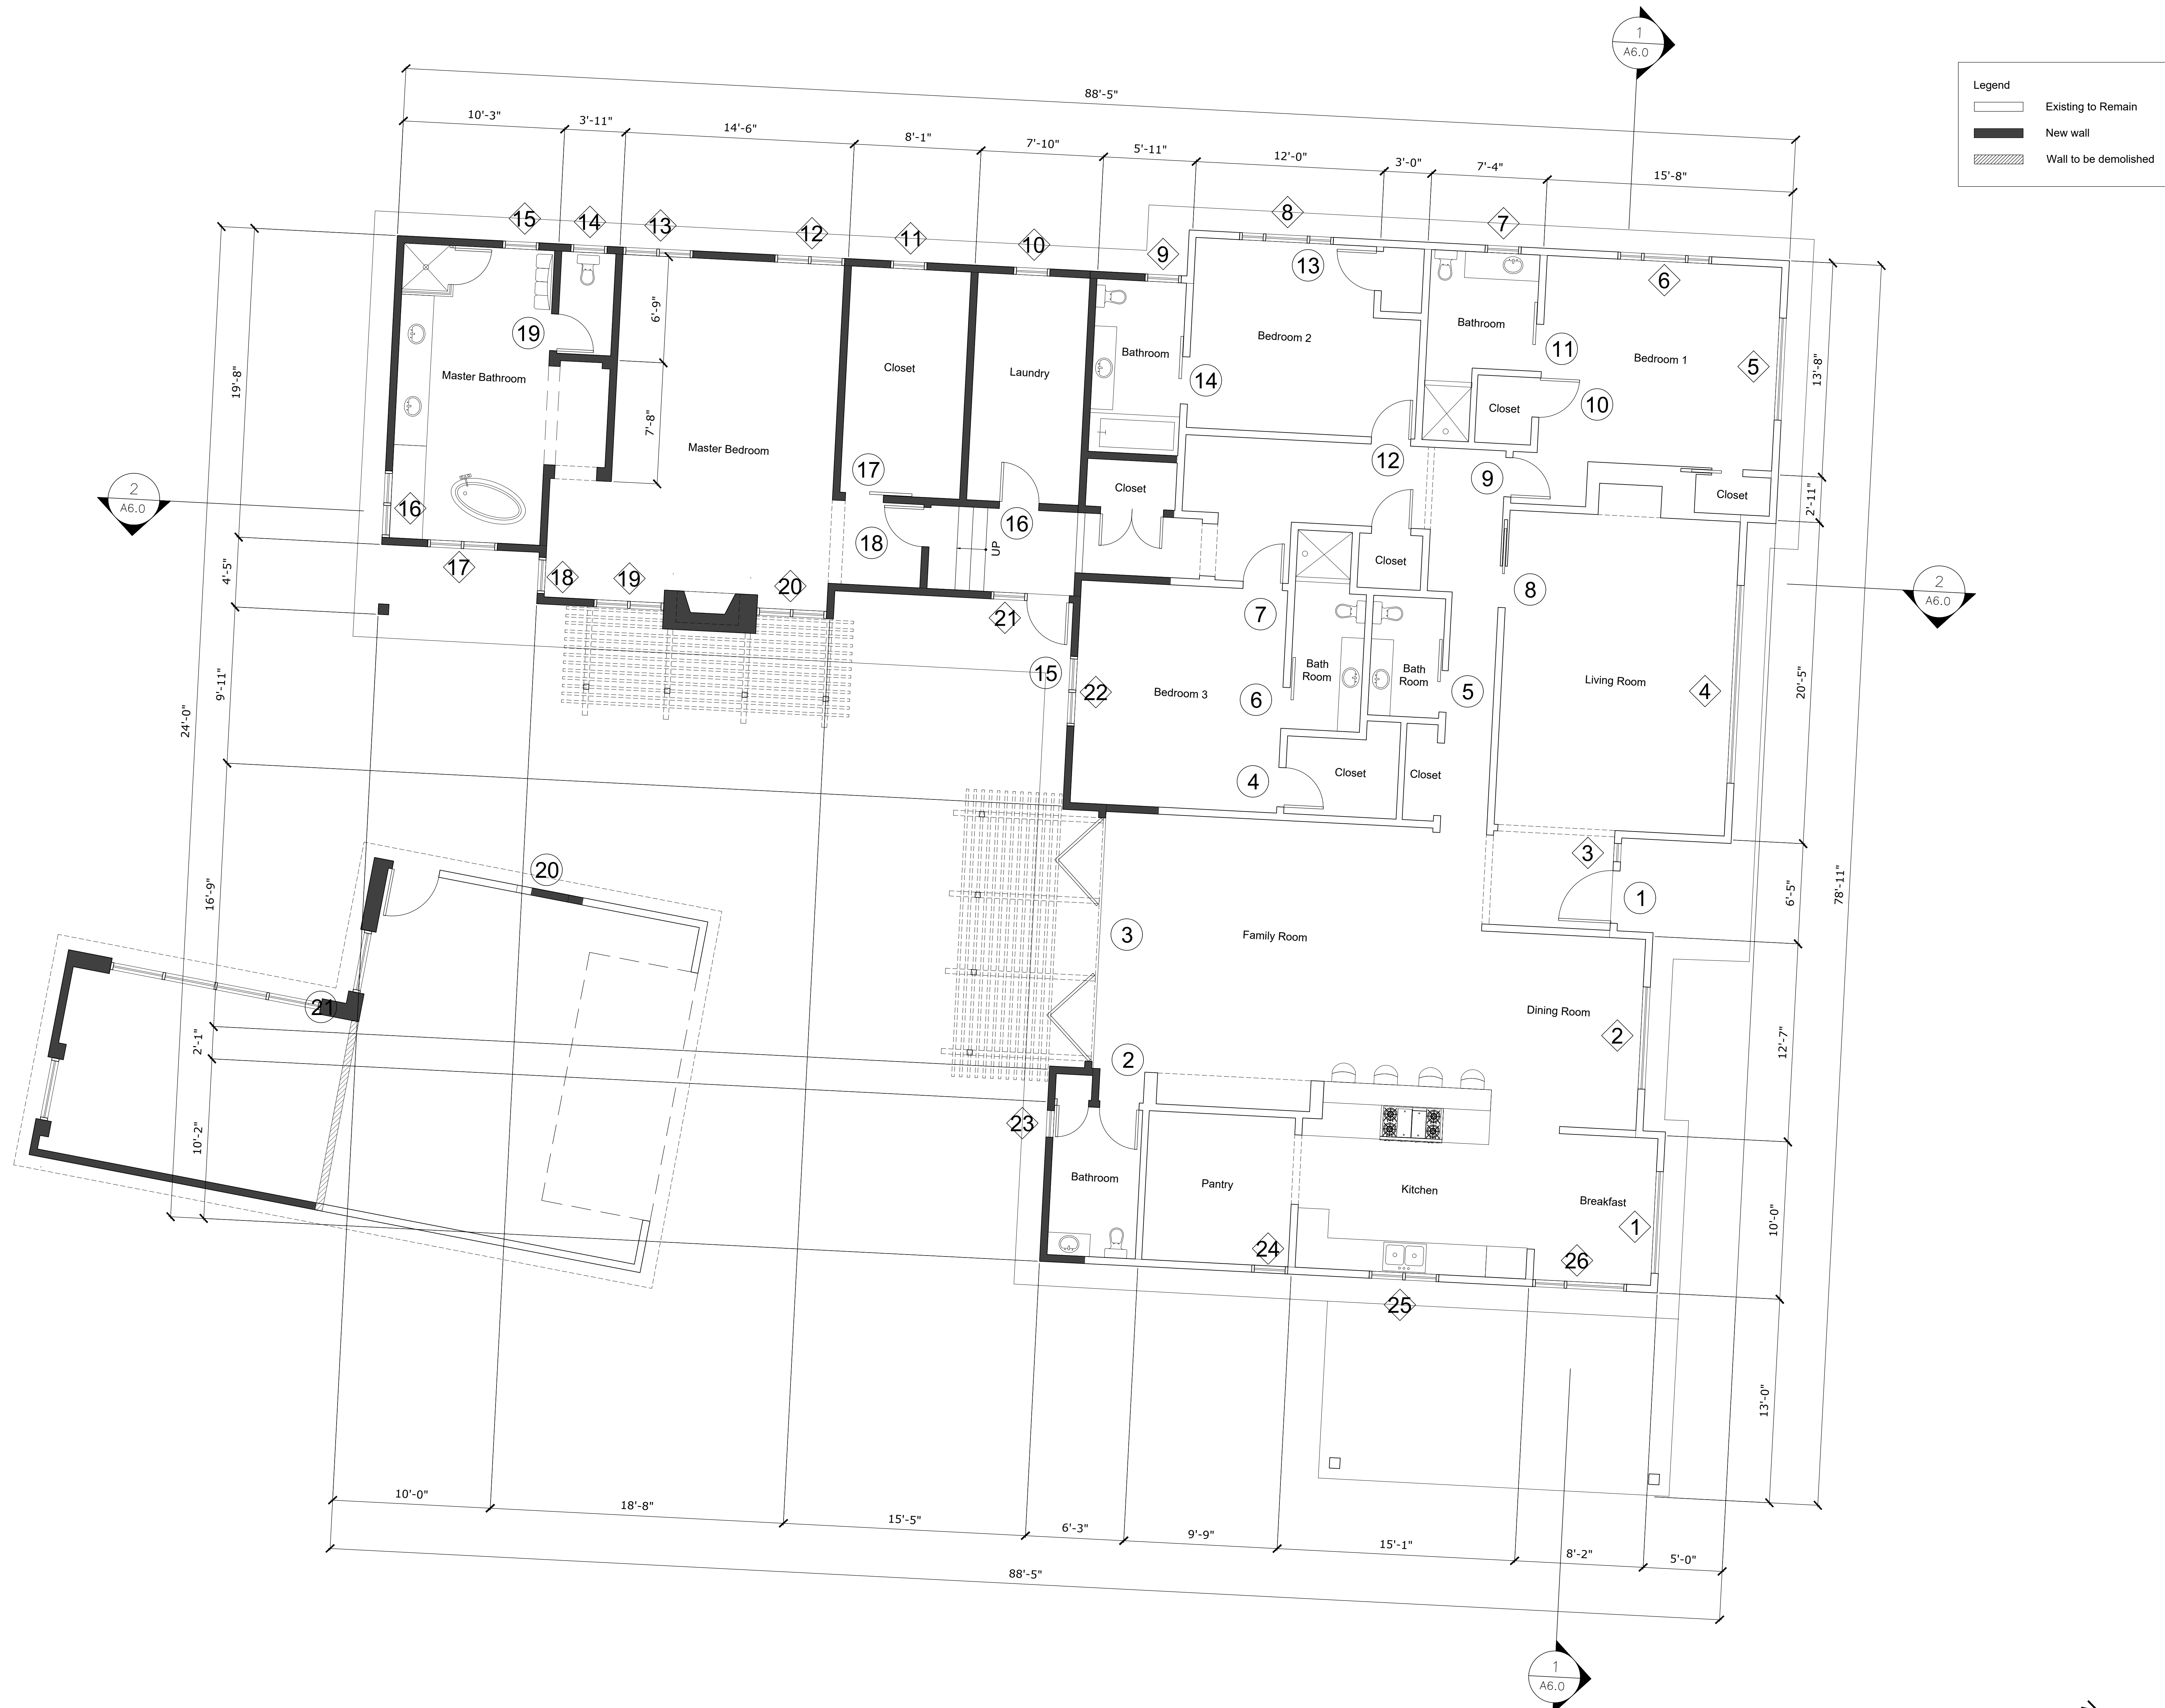 1
A6.0
Legend
Existing to Remain
New wall
Wall to be demolished
88'-5"
10'-3"
3'-11"
14'-6"
8'-1"
7'-10"
5'-11"
12'-0"
3'-0"
7'-4"
15'-8"
15
14
13
12
11
10
9
8
7
6
5
13
14
11
10
12
9
19
17
16
18
Bedroom 2
Bathroom
Bedroom 1
Bathroom
Closet
Laundry
Closet
Closet
Closet
Closet
Master Bathroom
Master Bedroom
6'-9"
7'-8"
19'-8"
4'-5"
9'-11"
24'-0"
16'-9"
2'-1"
10'-2"
13'-8"
2'-11"
20'-5"
6'-5"
78'-11"
12'-7"
10'-0"
13'-0"
2
A6.0
2
A6.0
16
17
18
19
20
21
22
UP
Closet
7
8
15
6
5
4
Bath
Room
Bath
Room
Bedroom 3
Living Room
4
Closet
Closet
3
1
20
21
3
Family Room
Dining Room
2
2
23
Bathroom
Pantry
Kitchen
Breakfast
1
24
25
26
10'-0"
18'-8"
15'-5"
6'-3"
9'-9"
15'-1"
8'-2"
5'-0"
88'-5"
1
A6.0